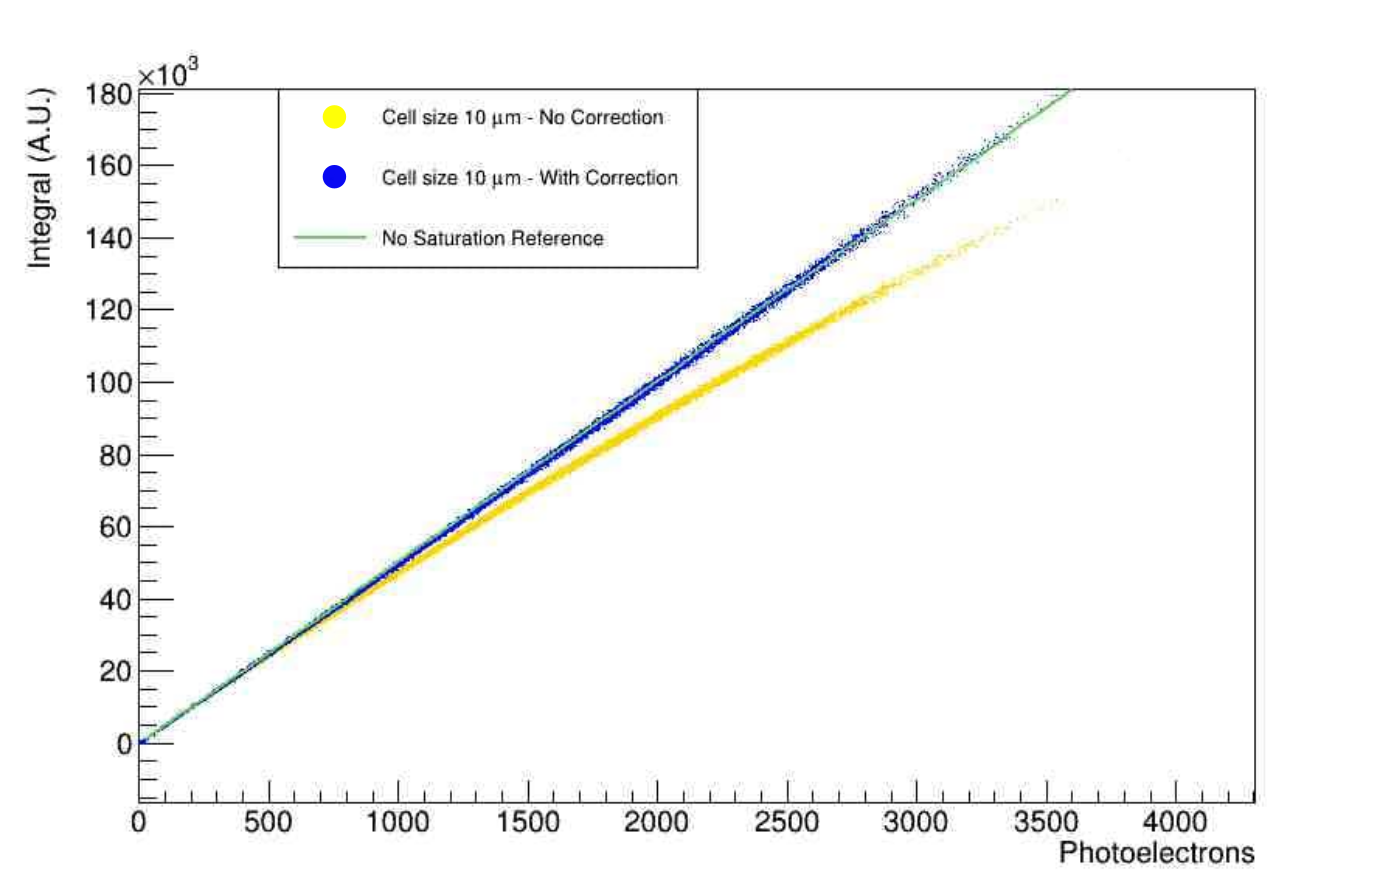 ×10³
Integral (A.U.)
180
160
140
120
100
80
60
40
20
0
Cell size 10 μm - No Correction
Cell size 10 μm - With Correction
No Saturation Reference
0 500 1000 1500 2000 2500 3000 3500 4000
Photoelectrons